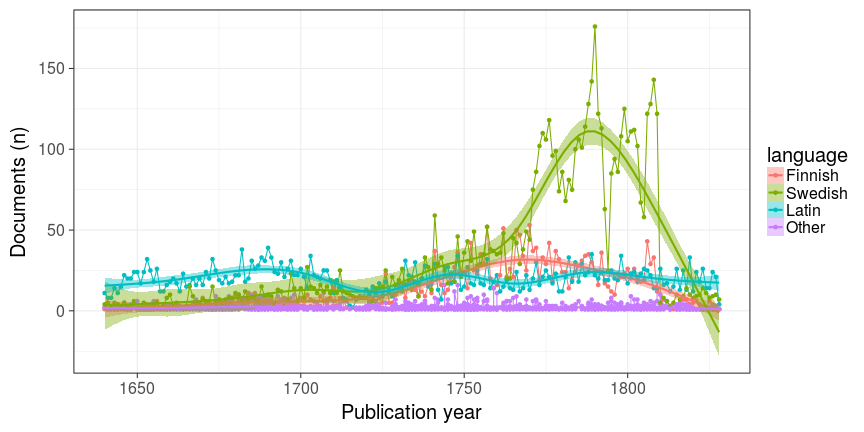 Documents (n)
150
100
50
0
1650
1700
1750
1800
Publication year
language
Finnish
Swedish
Latin
Other